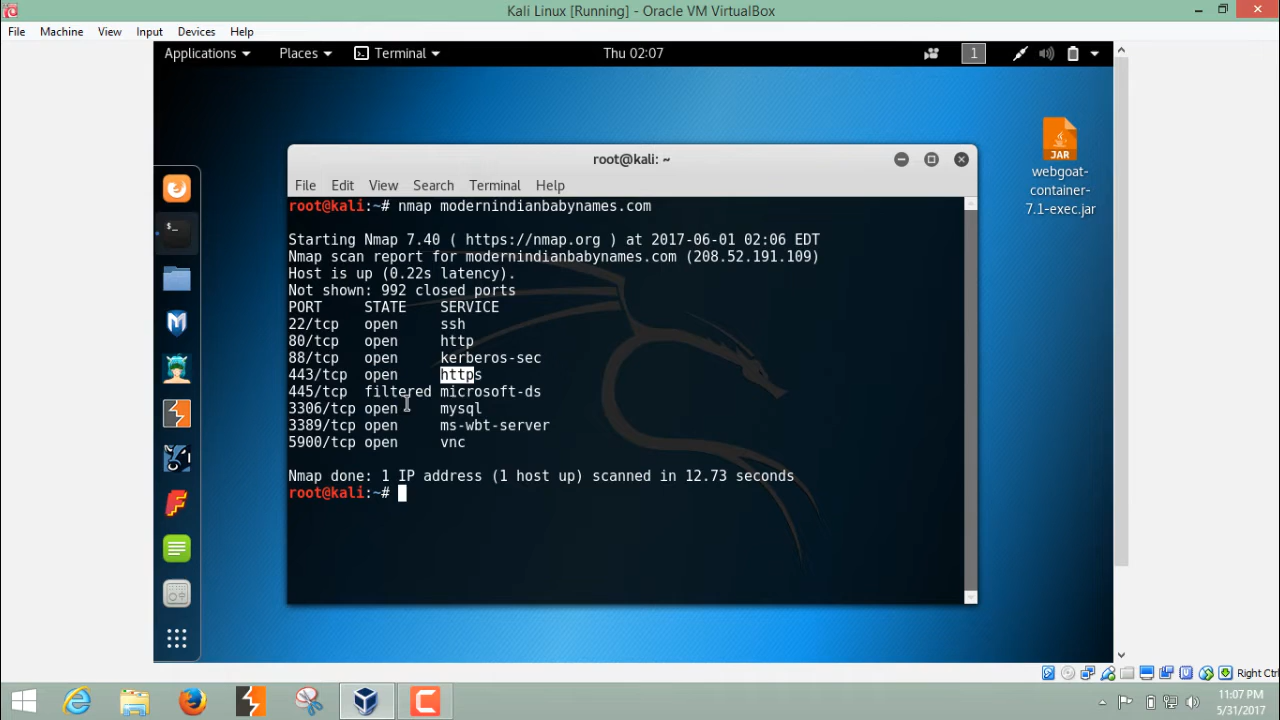 Kali Linux [Running] - Oracle VM VirtualBox
File Machine View Input Devices Help
Applications Places Terminal Thu 02:07 1
JAR
webgoat-
container-
7.1-exec.jar
root@kali: ~
File Edit View Search Terminal Help
root@kali:~# nmap modernindianbabynames.com
Starting Nmap 7.40 ( https://nmap.org ) at 2017-06-01 02:06 EDT
Nmap scan report for modernindianbabynames.com (208.52.191.109)
Host is up (0.22s latency).
Not shown: 992 closed ports
PORT STATE SERVICE
22/tcp open ssh
80/tcp open http
88/tcp open kerberos-sec
443/tcp open https
445/tcp filtered microsoft-ds
3306/tcp open mysql
3389/tcp open ms-wbt-server
5900/tcp open vnc
Nmap done: 1 IP address (1 host up) scanned in 12.73 seconds
root@kali:~#
Right Ctrl
11:07 PM
5/31/2017